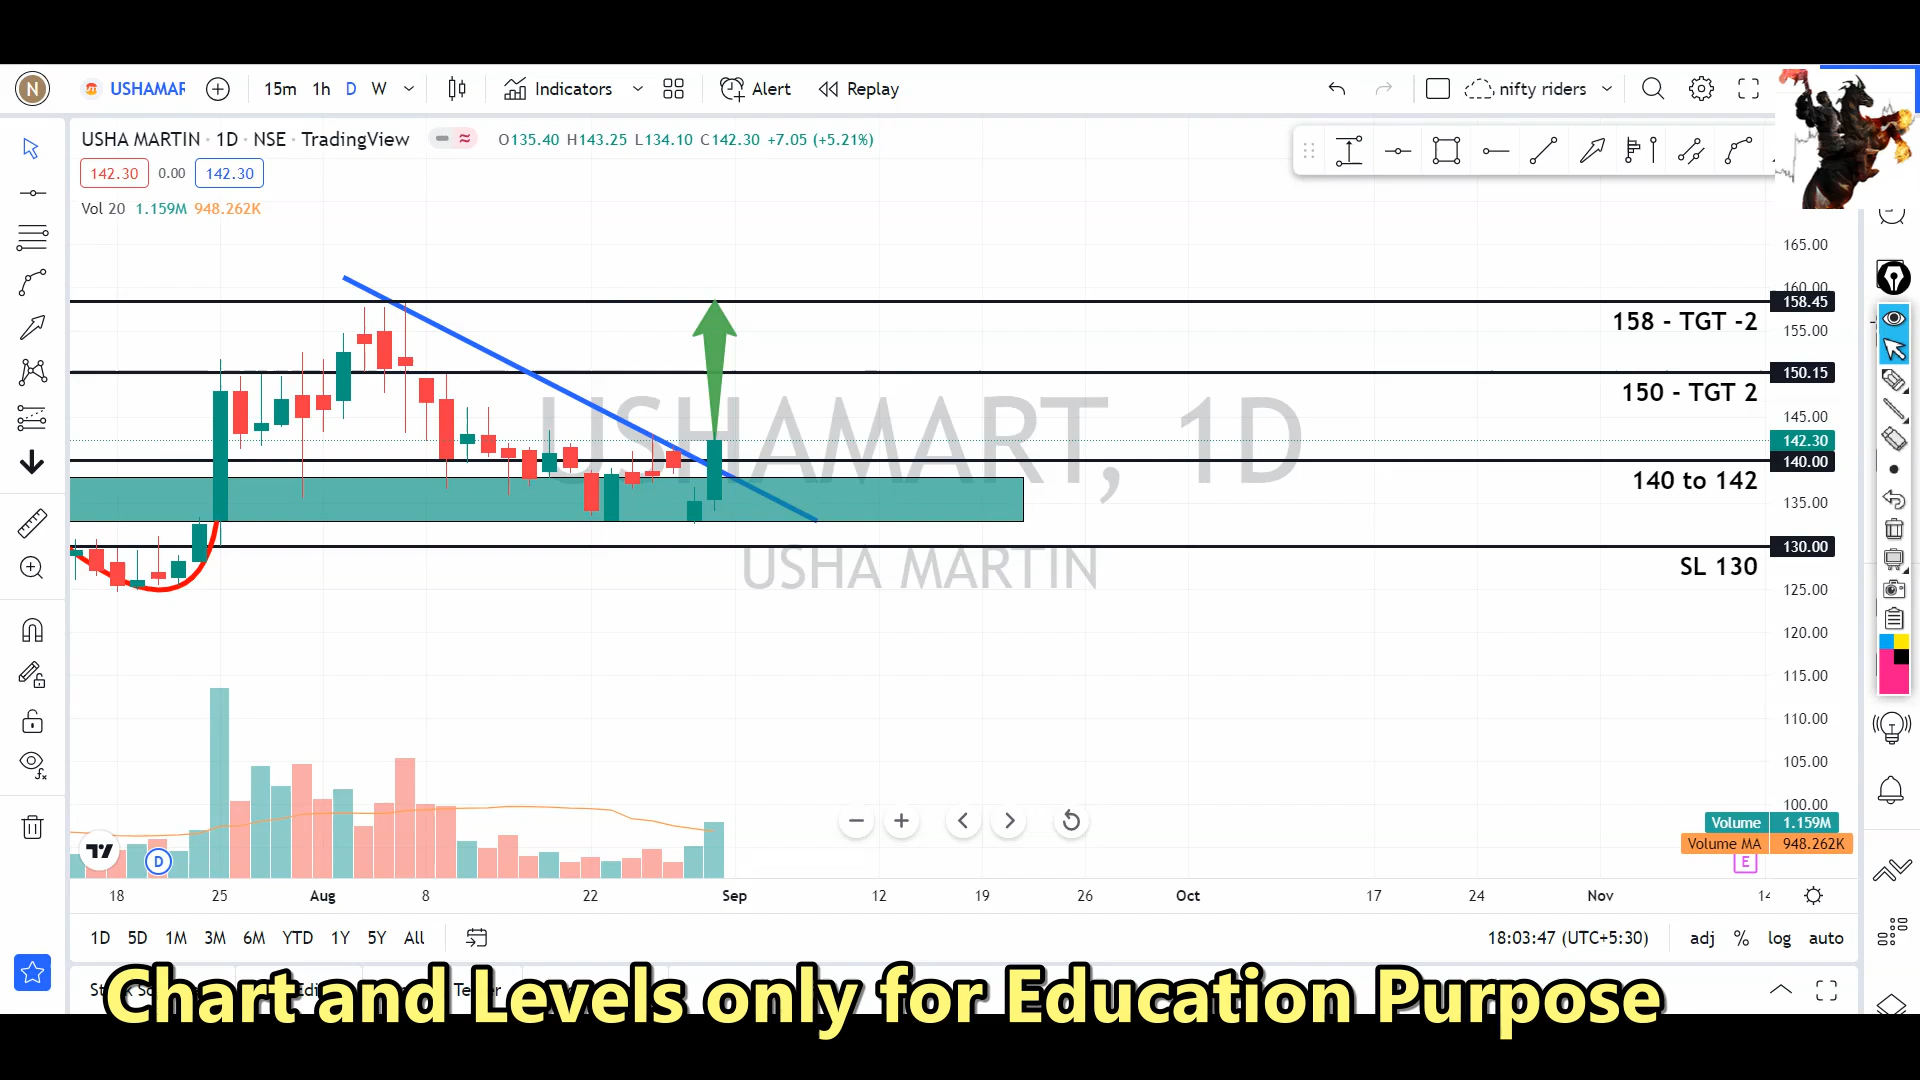 N USHAMAR 15m 1h D W Indicators Alert Replay nifty riders
USHA MARTIN · 1D · NSE · TradingView O135.40 H143.25 L134.10 C142.30 +7.05 (+5.21%)
142.30 0.00 142.30
Vol 20 1.159M 948.262K
165.00
160.00
158.45
158 - TGT -2
155.00
150.15
150 - TGT 2
145.00
USHAMART, 1D
142.30
140.00
140 to 142
135.00
130.00
USHA MARTIN
SL 130
125.00
120.00
115.00
110.00
105.00
100.00
Volume 1.159M
Volume MA 948.262K
E
D
18 25 Aug 8 22 Sep 12 19 26 Oct 17 24 Nov 14
1D 5D 1M 3M 6M YTD 1Y 5Y All 18:03:47 (UTC+5:30) adj % log auto
Chart and Levels only for Education Purpose